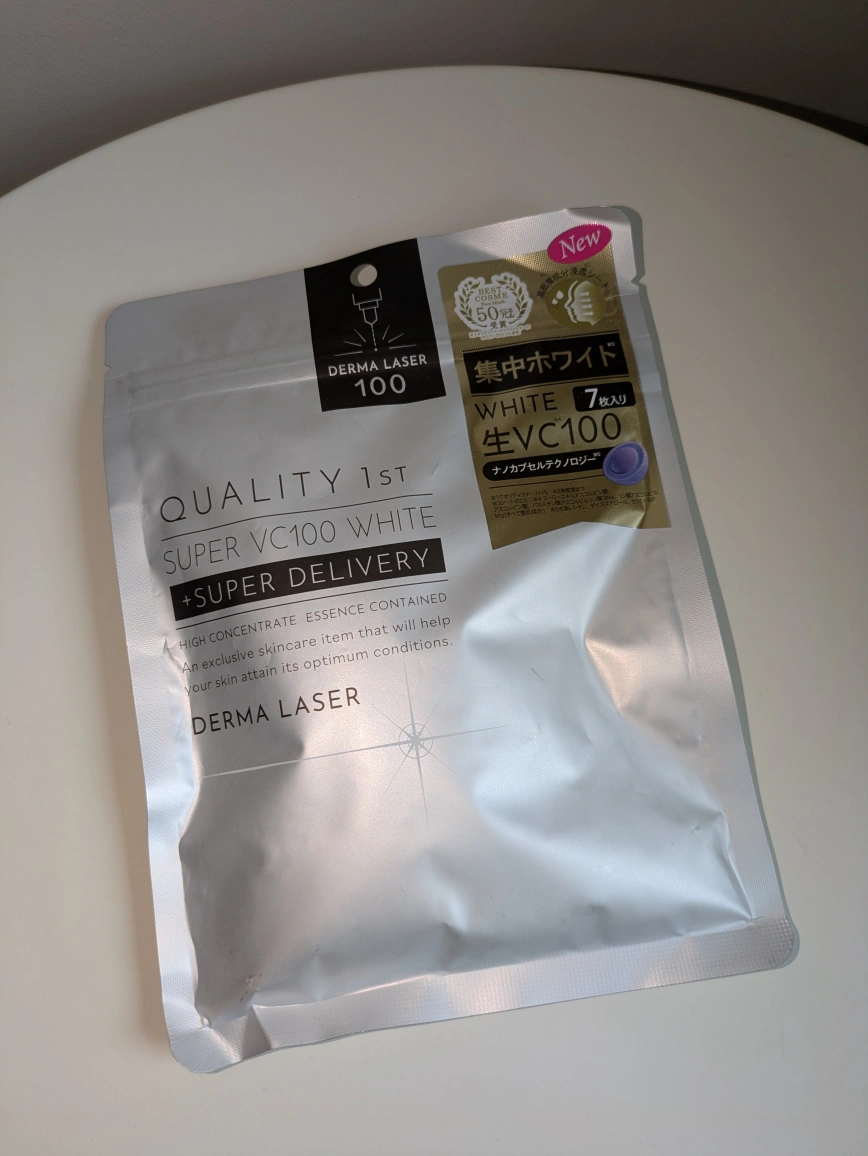 DERMA LASER
100
New
BEST
COSME
50冠
受賞
集中ホワイト
WHITE 7枚入り
生VC100
ナノカプセルテクノロジー
QUALITY 1ST
SUPER VC100 WHITE
+SUPER DELIVERY
HIGH CONCENTRATE ESSENCE CONTAINED
An exclusive skincare item that will help
your skin attain its optimum conditions.
DERMA LASER